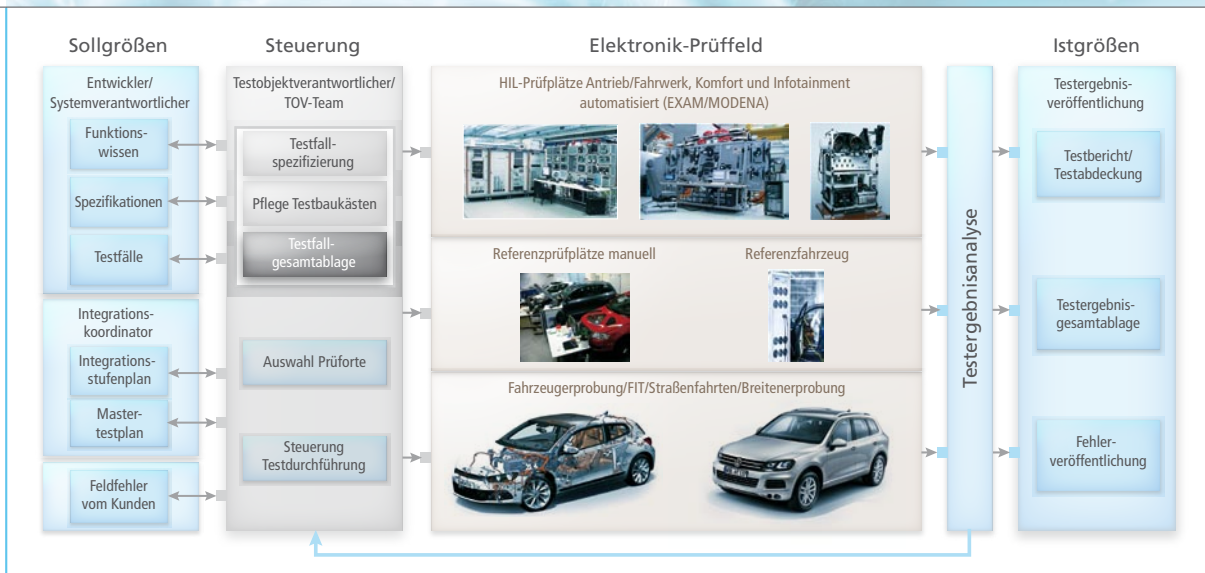 Sollgrößen
Steuerung
Elektronik-Prüffeld
Istgrößen
Entwickler/
Systemverantwortlicher
Funktions-
wissen
Spezifikationen
Testfälle
Integrations-
koordinator
Integrations-
stufenplan
Master-
testplan
Feldfehler
vom Kunden
Testobjektverantwortlicher/
TOV-Team
Testfall-
spezifizierung
Pflege Testbaukästen
Testfall-
gesamtablage
Auswahl Prüforte
Steuerung
Testdurchführung
HIL-Prüfplätze Antrieb/Fahrwerk, Komfort und Infotainment
automatisiert (EXAM/MODENA)
Referenzprüfplätze manuell
Referenzfahrzeug
Fahrzeugerprobung/FIT/Straßenfahrten/Breitenerprobung
Testergebnisanalyse
Testergebnis-
veröffentlichung
Testbericht/
Testabdeckung
Testergebnis-
gesamtablage
Fehler-
veröffentlichung